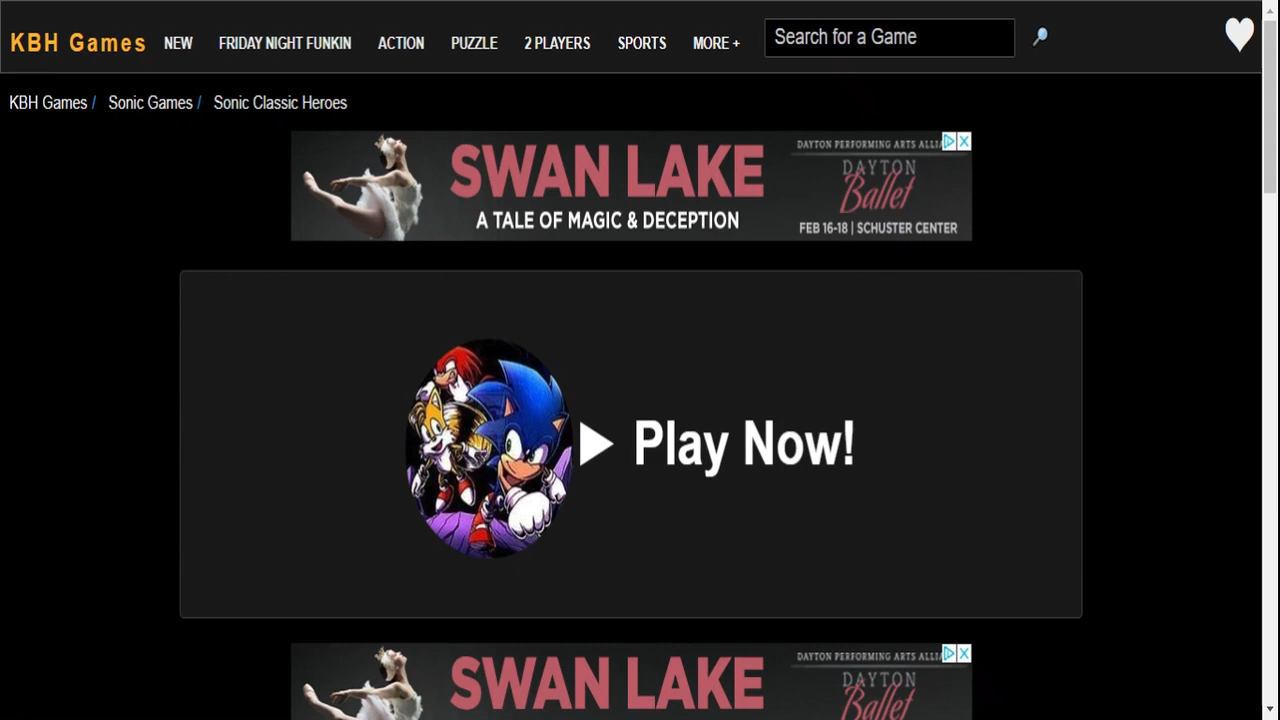 KBH Games NEW FRIDAY NIGHT FUNKIN ACTION PUZZLE 2 PLAYERS SPORTS MORE + Search for a Game
KBH Games / Sonic Games / Sonic Classic Heroes
SWAN LAKE
A TALE OF MAGIC & DECEPTION
DAYTON PERFORMING ARTS
DAYTON
Ballet
FEB 16-18 | SCHUSTER CENTER
Play Now!
SWAN LAKE
DAYTON PERFORMING ARTS
DAYTON
Ballet